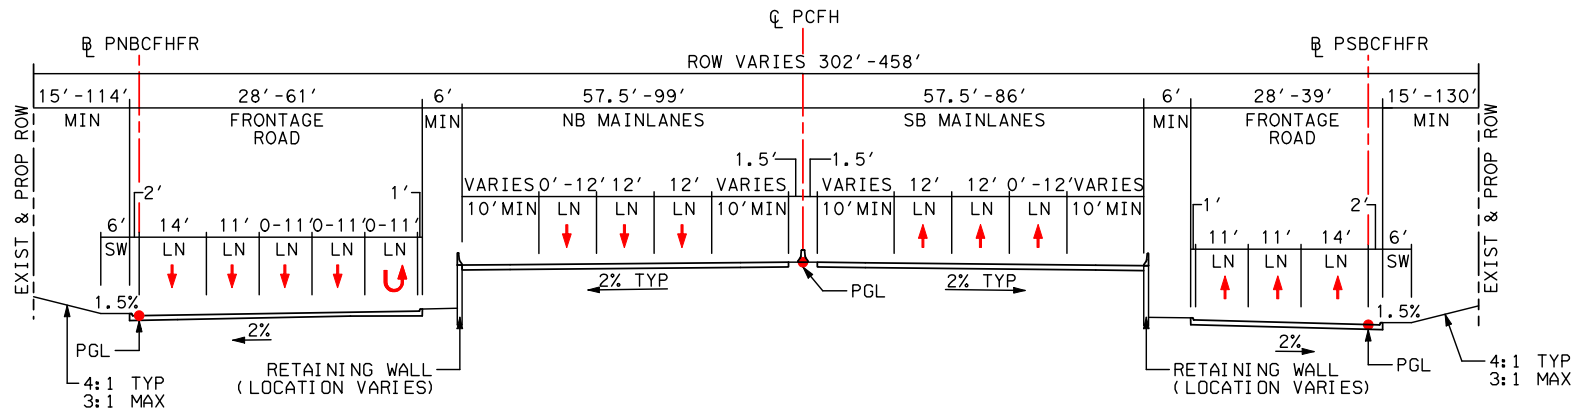 ℄ PCFH
℄ PNBCFHFR
℄ PSBCFHFR
ROW VARIES 302'-458'
15'-114' 28'-61' 6' 57.5'-99' 57.5'-86' 6' 28'-39' 15'-130'
MIN FRONTAGE ROAD MIN NB MAINLANES SB MAINLANES MIN FRONTAGE ROAD MIN
EXIST & PROP ROW
EXIST & PROP ROW
1.5' 1.5'
VARIES 0'-12' 12' 12' VARIES VARIES 12' 12' 0'-12' VARIES
10'MIN LN LN LN 10'MIN 10'MIN LN LN LN 10'MIN
2' 1'
6' 14' 11' 0-11' 0-11' 0-11'
SW LN LN LN LN LN
1' 2'
11' 11' 14' 6'
LN LN LN SW
1.5%
2%
PGL
2% TYP
PGL
2% TYP
1.5%
2%
PGL
RETAINING WALL
(LOCATION VARIES)
RETAINING WALL
(LOCATION VARIES)
4:1 TYP
3:1 MAX
4:1 TYP
3:1 MAX